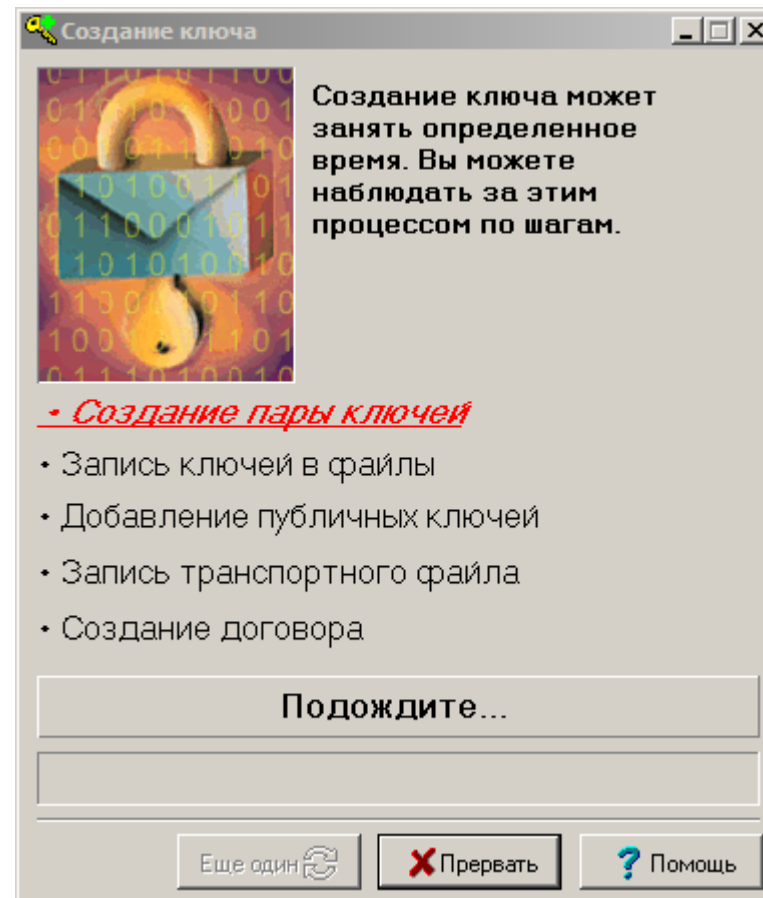 Создание ключа
Создание ключа может
занять определенное
время. Вы можете
наблюдать за этим
процессом по шагам.
• Создание пары ключей
• Запись ключей в файлы
• Добавление публичных ключей
• Запись транспортного файла
• Создание договора
Подождите...
Еще один Прервать ? Помощь